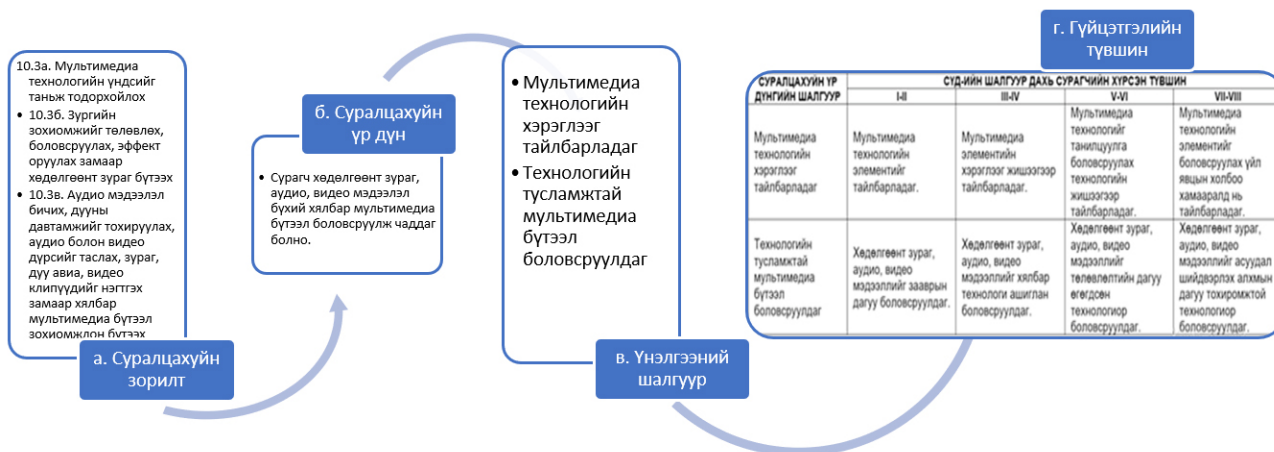 10.3а. Мультимедиа
технологийн үндсийг
таньж тодорхойлох
• 10.3б. Зургийн
зохиомжийг төлөвлөх,
боловсруулах, эффект
оруулах замаар
хөдөлгөөнт зураг бүтээх
• 10.3в. Аудио мэдээлэл
бичих, дууны
давтамжийг тохируулах,
аудио болон видео
дүрсийг таслах, зураг,
дуу авиа, видео
клипүүдийг нэгтгэх
замаар хялбар
мультимедиа бүтээл
зохиомжлон бүтээх
а. Суралцахуйн
зорилт
б. Суралцахуйн
үр дүн
• Сурагч хөдөлгөөнт зураг,
аудио, видео мэдээлэл
бүхий хялбар мультимедиа
бүтээл боловсруулж чаддаг
болно.
• Мультимедиа
технологийн
хэрэглээг
тайлбарладаг
• Технологийн
тусламжтай
мультимедиа
бүтээл
боловсруулдаг
в. Үнэлгээний
шалгуур
г. Гүйцэтгэлийн
түвшин
СУРАЛЦАХУЙН ҮР
ДҮНГИЙН ШАЛГУУР
СҮД-ИЙН ШАЛГУУР ДАХЬ СУРАГЧИЙН ХҮРСЭН ТҮВШИН
I-II III-IV V-VI VII-VIII
Мультимедиа
технологийн
хэрэглээг
тайлбарладаг
Мультимедиа
технологийн
элементийг
тайлбарладаг.
Мультимедиа
элементийн
хэрэглээг жишээгээр
тайлбарладаг.
Мультимедиа
технологийг
танилцуулга
боловсруулах
технологийн
жишээгээр
тайлбарладаг.
Мультимедиа
технологийн
элементийг
боловсруулах үйл
явцын холбоо
хамааралд нь
тайлбарладаг.
Технологийн
тусламжтай
мультимедиа
бүтээл
боловсруулдаг
Хөдөлгөөнт зураг,
аудио, видео
мэдээллийг зааврын
дагуу боловсруулдаг.
Хөдөлгөөнт зураг,
аудио, видео
мэдээллийг хялбар
технологи ашиглан
боловсруулдаг.
Хөдөлгөөнт зураг,
аудио, видео
мэдээллийг
төлөвлөлтийн дагуу
өгөгдсөн
технологиор
боловсруулдаг.
Хөдөлгөөнт зураг,
аудио, видео
мэдээллийг асуудал
шийдвэрлэх алхмын
дагуу тохиромжтой
технологиор
боловсруулдаг.